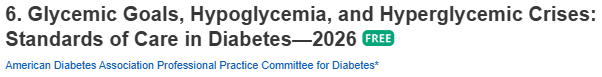 6. Glycemic Goals, Hypoglycemia, and Hyperglycemic Crises:
Standards of Care in Diabetes—2026 FREE
American Diabetes Association Professional Practice Committee for Diabetes*